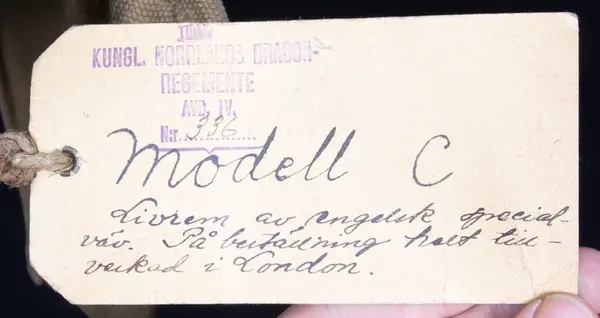 KUNGL. NORRLANDS DRAGON-
REGEMENTE
AVD. IV.
Nr. 336
Modell C
Livrem av engelsk special-
väv. På beställning helt till-
verkad i London.